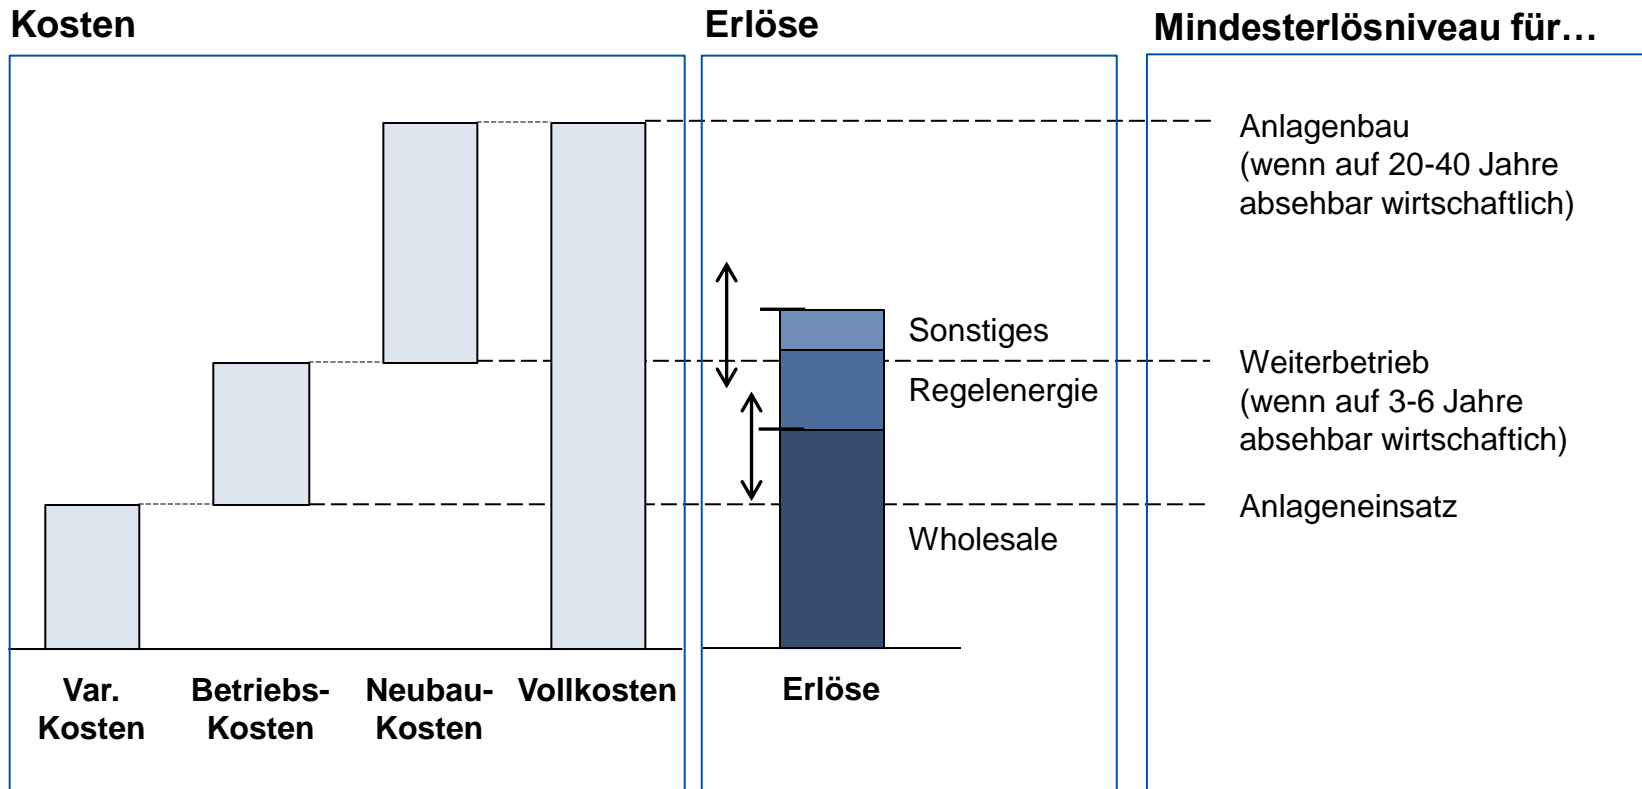 Kosten
Erlöse
Mindesterlösniveau für…
Anlagenbau
(wenn auf 20-40 Jahre
absehbar wirtschaftlich)
Sonstiges
Regelenergie
Wholesale
Weiterbetrieb
(wenn auf 3-6 Jahre
absehbar wirtschaftich)
Anlageneinsatz
Var.
Kosten
Betriebs-
Kosten
Neubau-
Kosten
Vollkosten
Erlöse